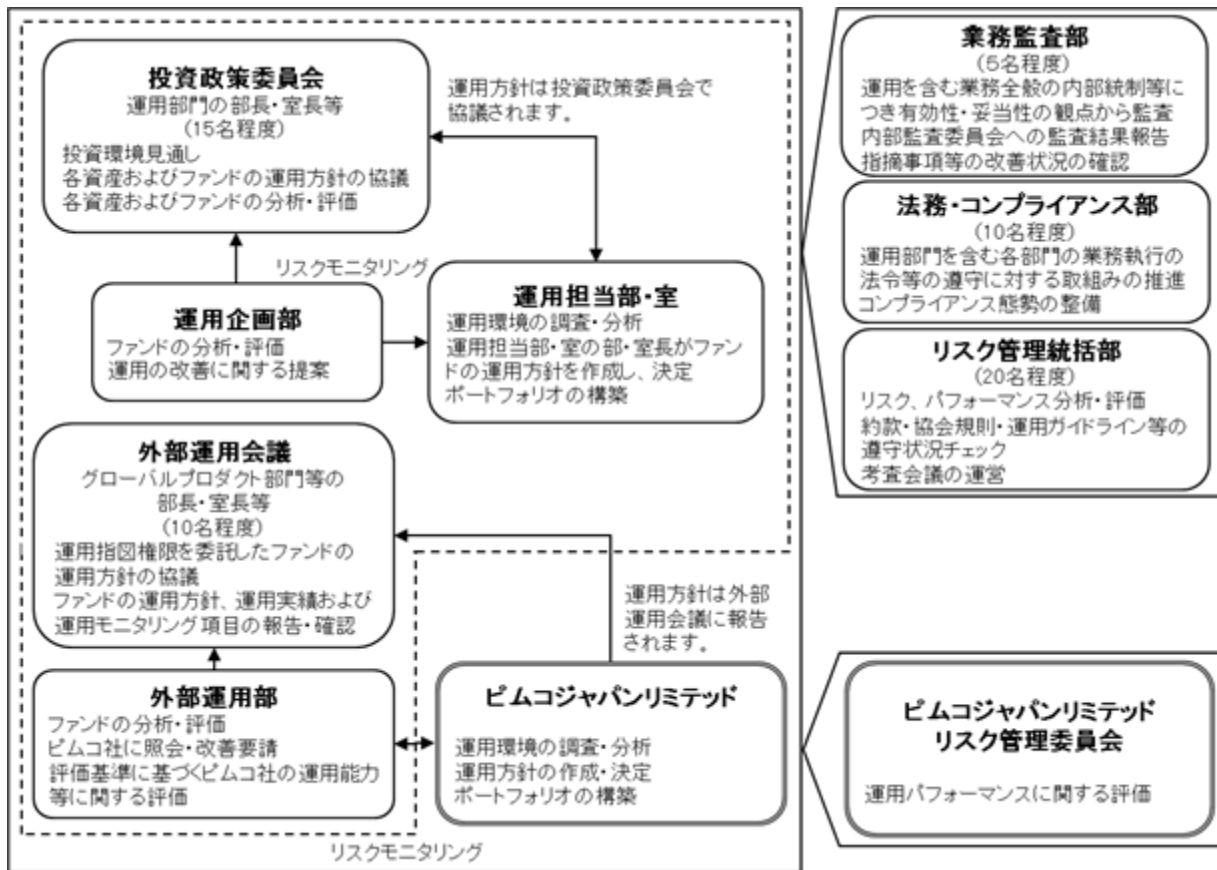 投資政策委員会
運用部門の部長・室長等
(15名程度)
投資環境見通し
各資産およびファンドの運用方針の協議
各資産およびファンドの分析・評価
運用方針は投資政策委員会で
協議されます。
リスクモニタリング
運用企画部
ファンドの分析・評価
運用の改善に関する提案
運用担当部・室
運用環境の調査・分析
運用担当部・室の部・室長がファン
ドの運用方針を作成し、決定
ポートフォリオの構築
外部運用会議
グローバルプロダクト部門等の
部長・室長等
(10名程度)
運用指図権限を委託したファンドの
運用方針の協議
ファンドの運用方針、運用実績および
運用モニタリング項目の報告・確認
運用方針は外部
運用会議に報告
されます。
外部運用部
ファンドの分析・評価
ピムコ社に照会・改善要請
評価基準に基づくピムコ社の運用能力
等に関する評価
ピムコジャパンリミテッド
運用環境の調査・分析
運用方針の作成・決定
ポートフォリオの構築
リスクモニタリング
業務監査部
(5名程度)
運用を含む業務全般の内部統制等に
つき有効性・妥当性の観点から監査
内部監査委員会への監査結果報告
指摘事項等の改善状況の確認
法務・コンプライアンス部
(10名程度)
運用部門を含む各部門の業務執行の
法令等の遵守に対する取組みの推進
コンプライアンス態勢の整備
リスク管理統括部
(20名程度)
リスク、パフォーマンス分析・評価
約款・協会規則・運用ガイドライン等の
遵守状況チェック
考査会議の運営
ピムコジャパンリミテッド
リスク管理委員会
運用パフォーマンスに関する評価